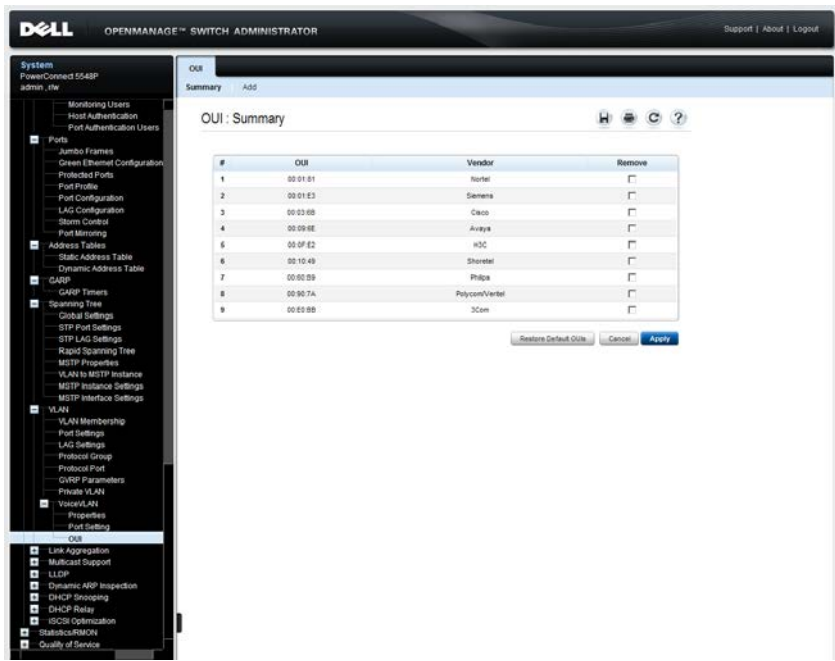 DELL
OPENMANAGE™ SWITCH ADMINISTRATOR
Support | About | Logout
System
PowerConnect 5548P
admin , r/w
Monitoring Users
Host Authentication
Port Authentication Users
Ports
Jumbo Frames
Green Ethernet Configuration
Protected Ports
Port Profile
Port Configuration
LAG Configuration
Storm Control
Port Mirroring
Address Tables
Static Address Table
Dynamic Address Table
GARP
GARP Timers
Spanning Tree
Global Settings
STP Port Settings
STP LAG Settings
Rapid Spanning Tree
MSTP Properties
VLAN to MSTP Instance
MSTP Instance Settings
MSTP Interface Settings
VLAN
VLAN Membership
Port Settings
LAG Settings
Protocol Group
Protocol Port
GVRP Parameters
Private VLAN
VoiceVLAN
Properties
Port Setting
OUI
Link Aggregation
Multicast Support
LLDP
Dynamic ARP Inspection
DHCP Snooping
DHCP Relay
iSCSI Optimization
Statistics/RMON
Quality of Service
OUI
Summary Add
OUI : Summary
# OUI Vendor Remove
1 00:01:81 Nortel
2 00:01:E3 Siemens
3 00:03:6B Cisco
4 00:09:6E Avaya
5 00:0F:E2 H3C
6 00:10:49 Shoretel
7 00:60:B9 Philips
8 00:90:7A Polycom/Veritel
9 00:E0:BB 3Com
Restore Default OUIs Cancel Apply